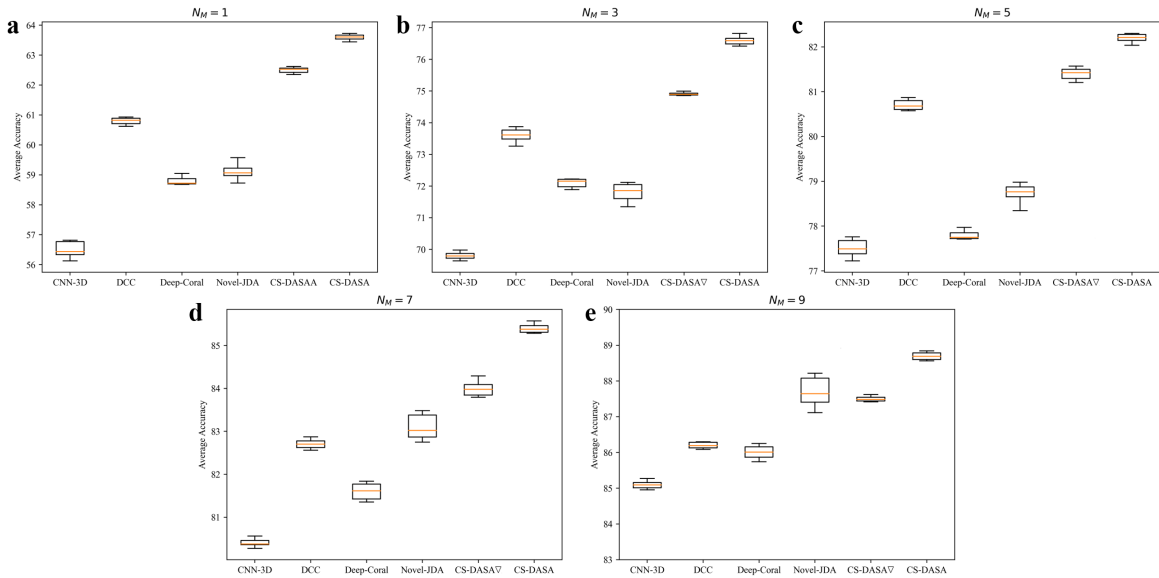 a
N_M = 1
Average Accuracy
64
63
62
61
60
59
58
57
56
CNN-3D DCC Deep-Coral Novel-JDA CS-DASAA CS-DASA
b
N_M = 3
Average Accuracy
77
76
75
74
73
72
71
70
CNN-3D DCC Deep-Coral Novel-JDA CS-DASA∇ CS-DASA
c
N_M = 5
Average Accuracy
82
81
80
79
78
77
CNN-3D DCC Deep-Coral Novel-JDA CS-DASA∇ CS-DASA
d
N_M = 7
Average Accuracy
85
84
83
82
81
CNN-3D DCC Deep-Coral Novel-JDA CS-DASA∇ CS-DASA
e
N_M = 9
Average Accuracy
90
89
88
87
86
85
84
83
CNN-3D DCC Deep-Coral Novel-JDA CS-DASA∇ CS-DASA